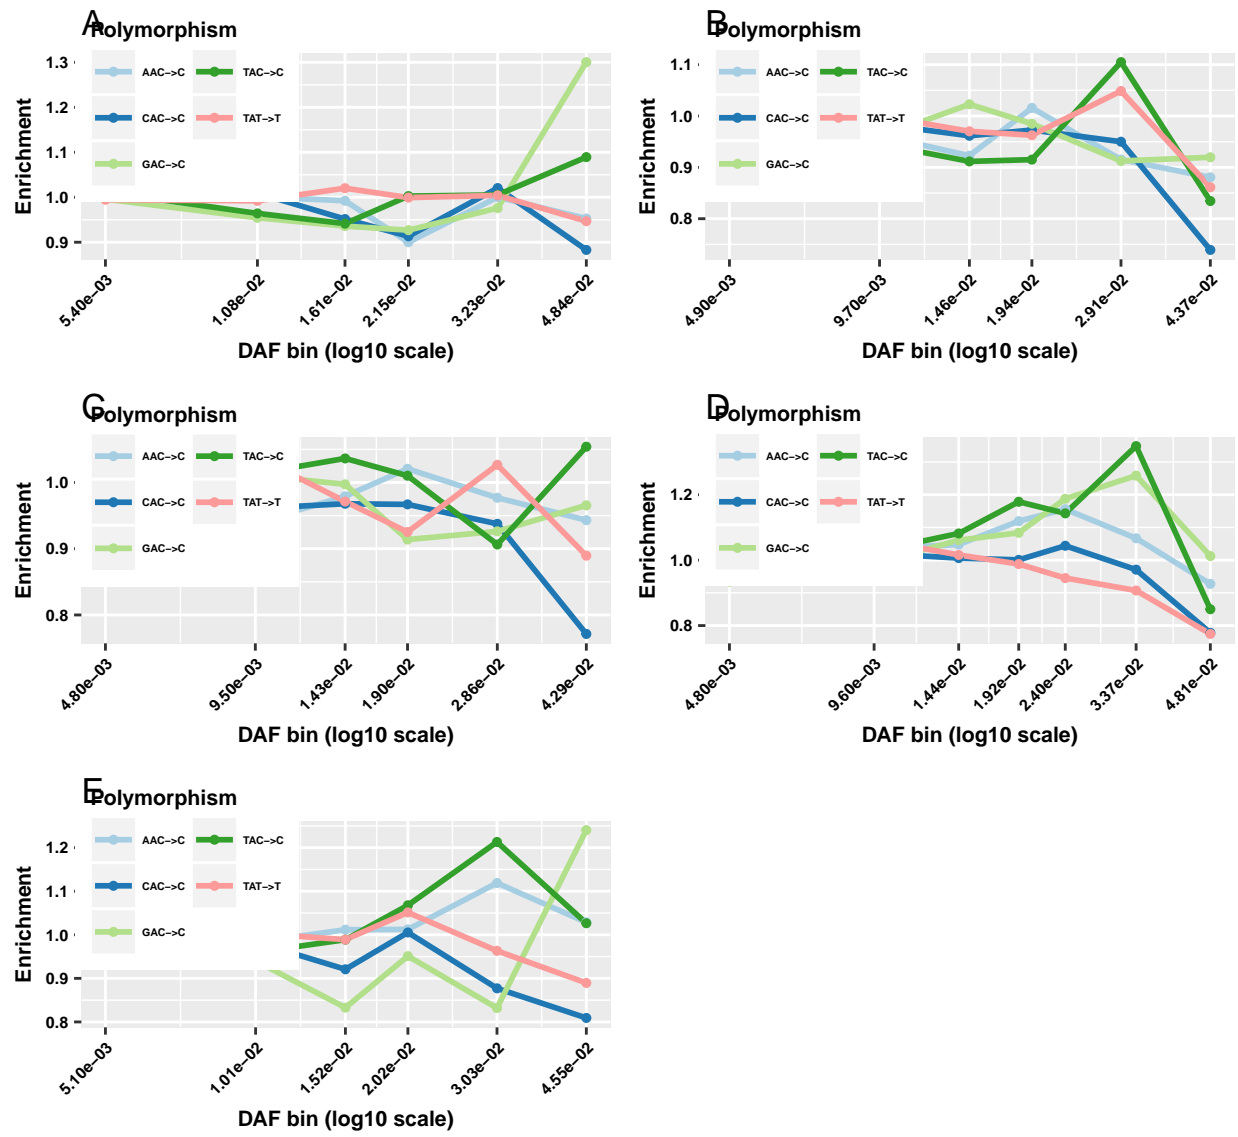 A
Polymorphism
AAC->C
TAC->C
CAC->C
TAT->T
GAC->C
Enrichment
1.3
1.2
1.1
1.0
0.9
5.40e-03
1.08e-02
1.61e-02
2.15e-02
3.23e-02
4.84e-02
DAF bin (log10 scale)
B
Polymorphism
AAC->C
TAC->C
CAC->C
TAT->T
GAC->C
Enrichment
1.1
1.0
0.9
0.8
4.90e-03
9.70e-03
1.46e-02
1.94e-02
2.91e-02
4.37e-02
DAF bin (log10 scale)
C
Polymorphism
AAC->C
TAC->C
CAC->C
TAT->T
GAC->C
Enrichment
1.0
0.9
0.8
4.80e-03
9.50e-03
1.43e-02
1.90e-02
2.86e-02
4.29e-02
DAF bin (log10 scale)
D
Polymorphism
AAC->C
TAC->C
CAC->C
TAT->T
GAC->C
Enrichment
1.2
1.0
0.8
4.80e-03
9.60e-03
1.44e-02
1.92e-02
2.40e-02
3.37e-02
4.81e-02
DAF bin (log10 scale)
E
Polymorphism
AAC->C
TAC->C
CAC->C
TAT->T
GAC->C
Enrichment
1.2
1.1
1.0
0.9
0.8
5.10e-03
1.01e-02
1.52e-02
2.02e-02
3.03e-02
4.55e-02
DAF bin (log10 scale)